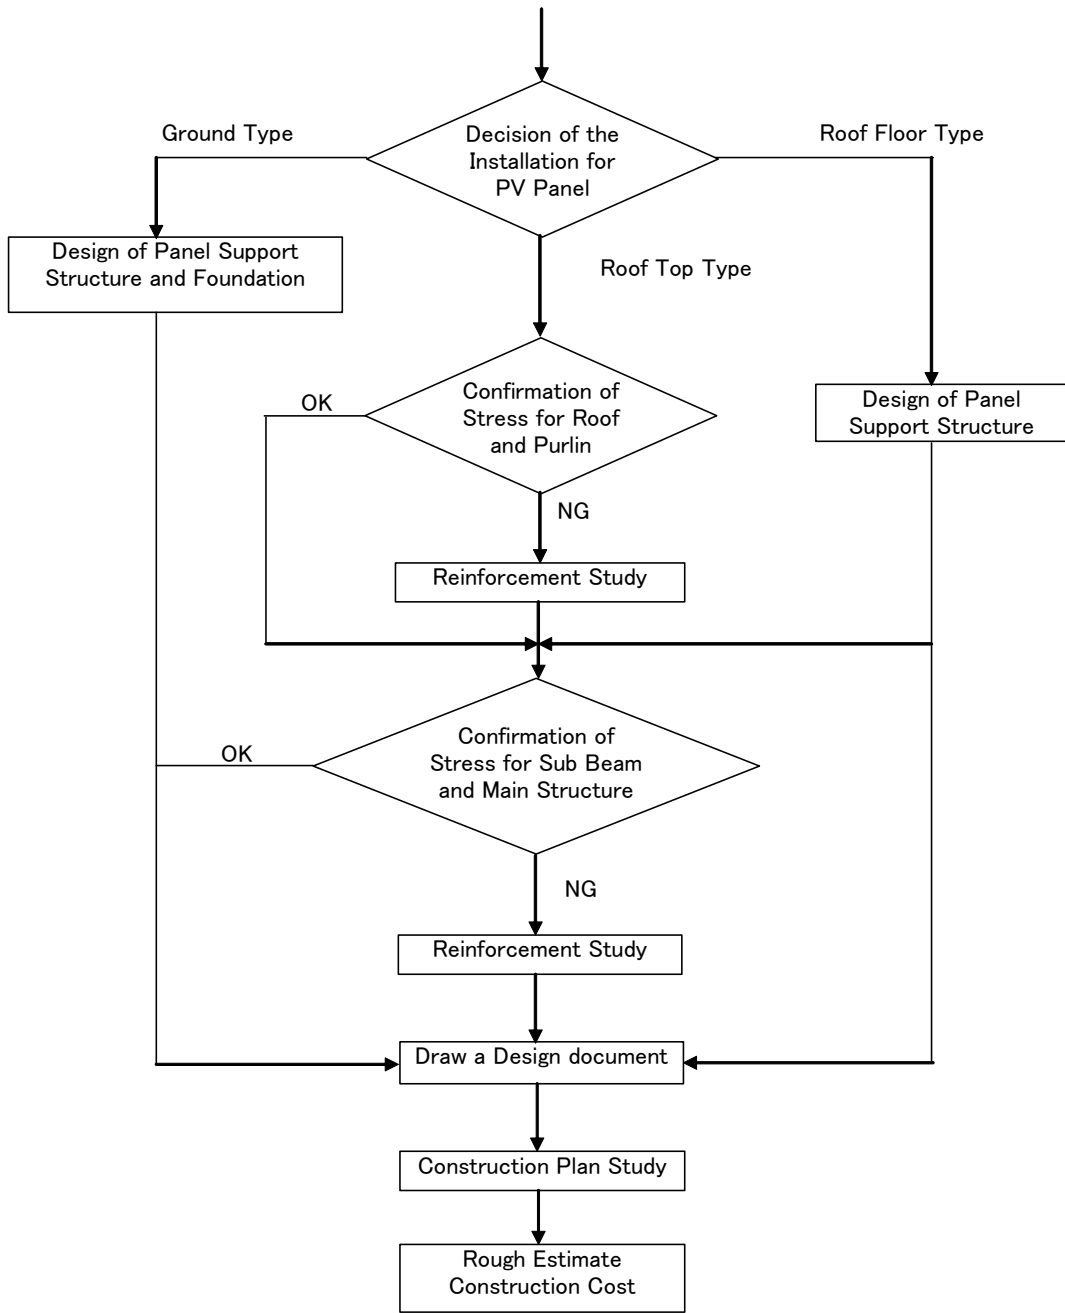 Ground Type
Decision of the
Installation for
PV Panel
Roof Floor Type
Design of Panel Support
Structure and Foundation
Roof Top Type
OK
Confirmation of
Stress for Roof
and Purlin
Design of Panel
Support Structure
NG
Reinforcement Study
OK
Confirmation of
Stress for Sub Beam
and Main Structure
NG
Reinforcement Study
Draw a Design document
Construction Plan Study
Rough Estimate
Construction Cost